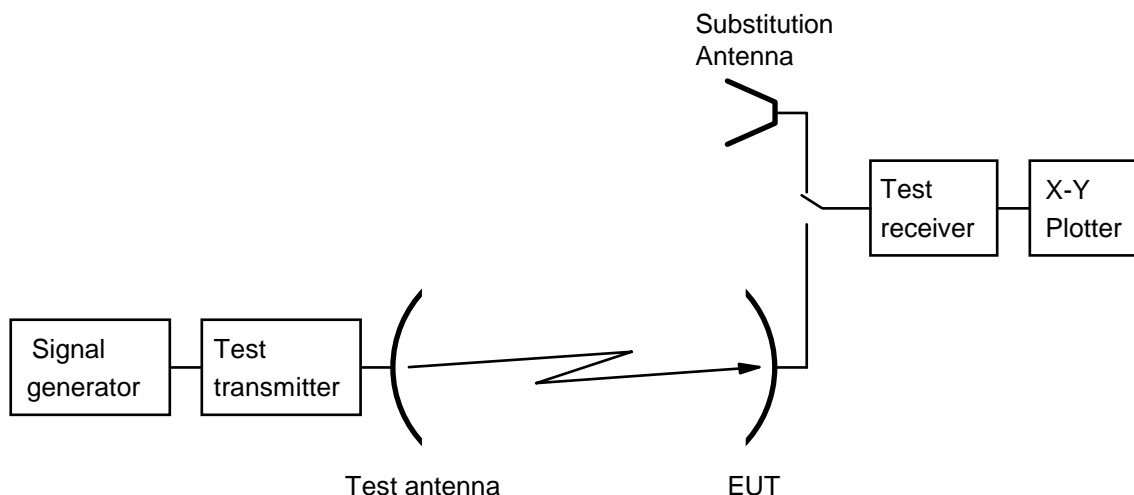 Substitution
Antenna
Test
receiver
X-Y
Plotter
Signal
generator
Test
transmitter
Test antenna
EUT